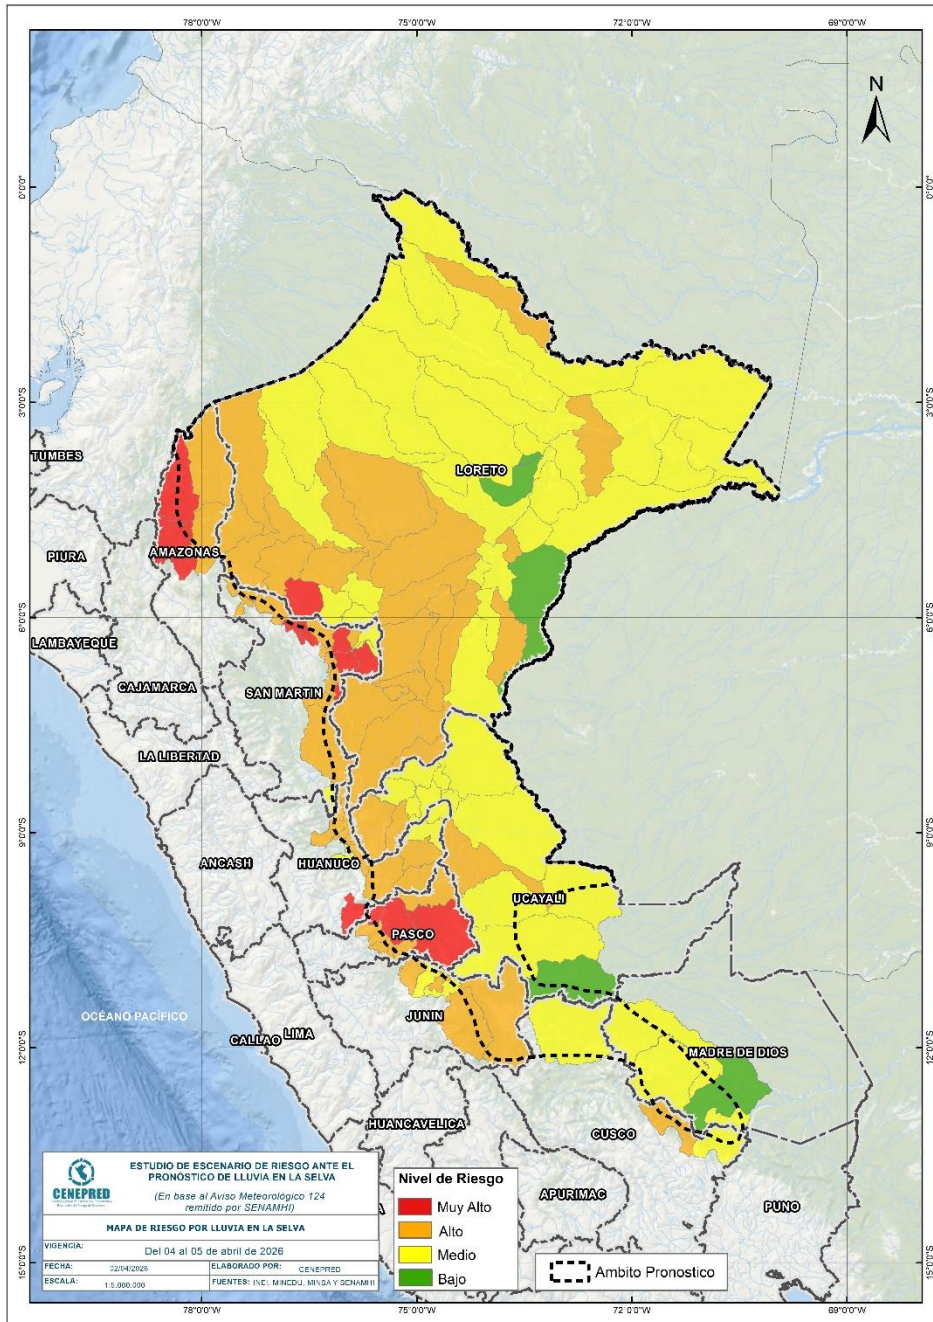 78°0'0"W 75°0'0"W 72°0'0"W 69°0'0"W
N
0°0'0" 0°0'0"
3°0'0"S 3°0'0"S
TUMBES
LORETO
AMAZONAS
PIURA
6°0'0"S 6°0'0"S
LAMBAYEQUE
CAJAMARCA
SAN MARTIN
LA LIBERTAD
9°0'0"S 9°0'0"S
ANCASH
HUANUCO
UCAYALI
PASCO
OCÉANO PACÍFICO
JUNIN
LIMA
CALLAO
12°0'0"S 12°0'0"S
MADRE DE DIOS
HUANCAVELICA
CUSCO
APURIMAC
PUNO
15°0'0"S 15°0'0"S
CENEPRED
ESTUDIO DE ESCENARIO DE RIESGO ANTE EL
PRONÓSTICO DE LLUVIA EN LA SELVA
(En base al Aviso Meteorológico 124
remitido por SENAMHI)
MAPA DE RIESGO POR LLUVIA EN LA SELVA
VIGENCIA: Del 04 al 05 de abril de 2026
FECHA: 02/04/2026 ELABORADO POR: CENEPRED
ESCALA: 1:5,000,000 FUENTES: INEI, MINEDU, MINSA Y SENAMHI
Nivel de Riesgo
Muy Alto
Alto
Medio
Bajo
Ambito Pronostico
78°0'0"W 75°0'0"W 72°0'0"W 69°0'0"W